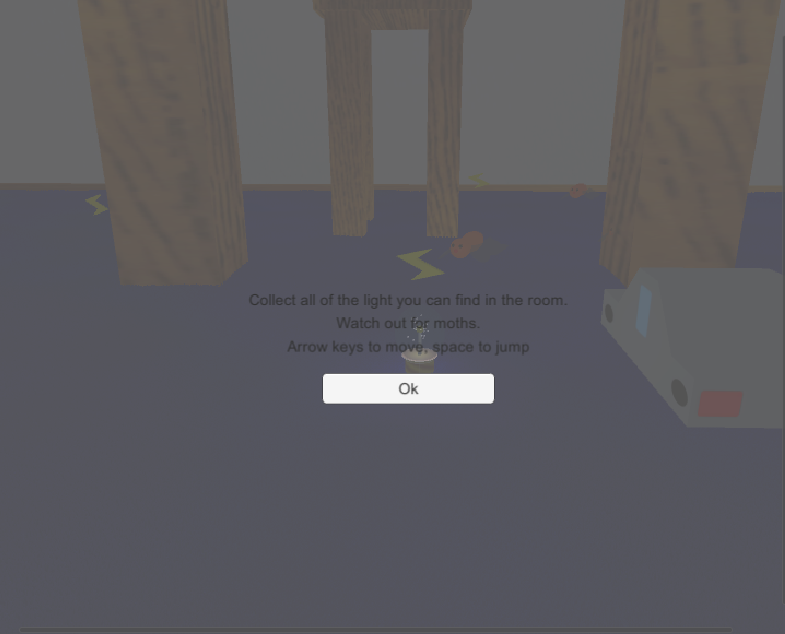 Collect all of the light you can find in the room.
Watch out for moths.
Arrow keys to move, space to jump
Ok